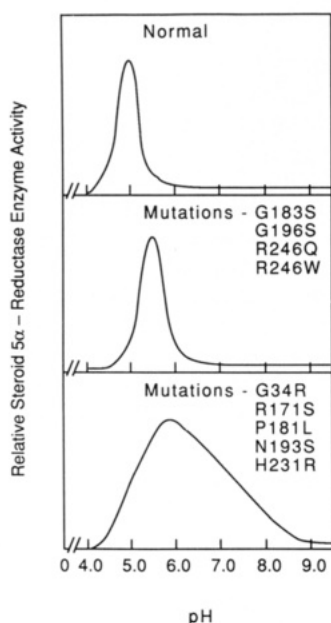 Relative Steroid 5α – Reductase Enzyme Activity
Normal
Mutations - G183S
G196S
R246Q
R246W
Mutations - G34R
R171S
P181L
N193S
H231R
0 4.0 5.0 6.0 7.0 8.0 9.0
pH